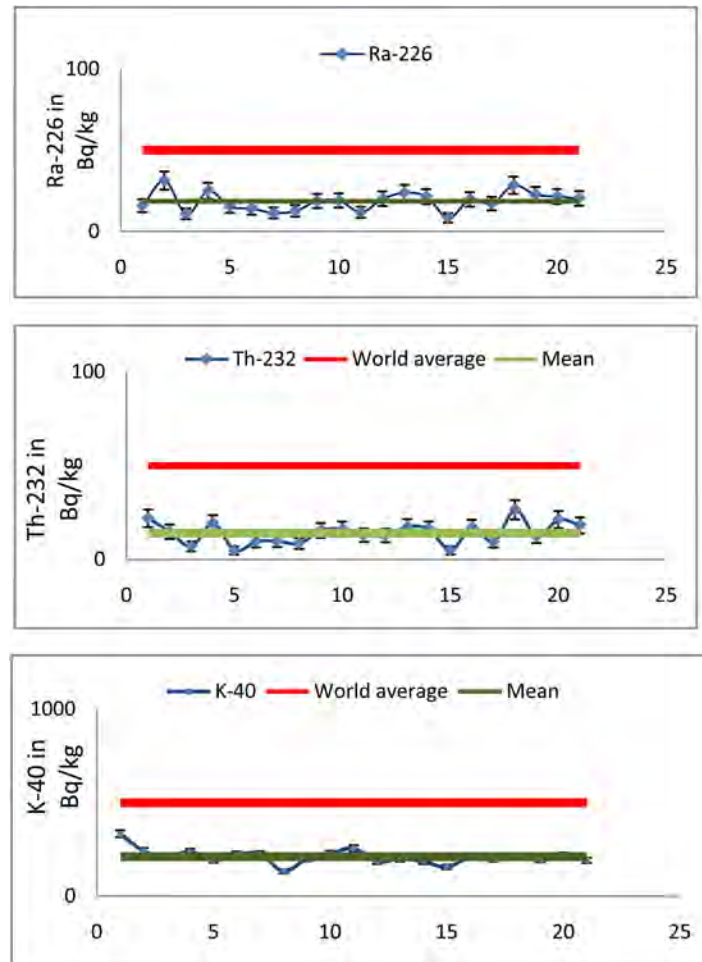 Ra-226
100
Ra-226 in
Bq/kg
0
0 5 10 15 20 25
Th-232 World average Mean
100
Th-232 in
Bq/kg
0
0 5 10 15 20 25
K-40 World average Mean
1000
K-40 in
Bq/kg
0
0 5 10 15 20 25